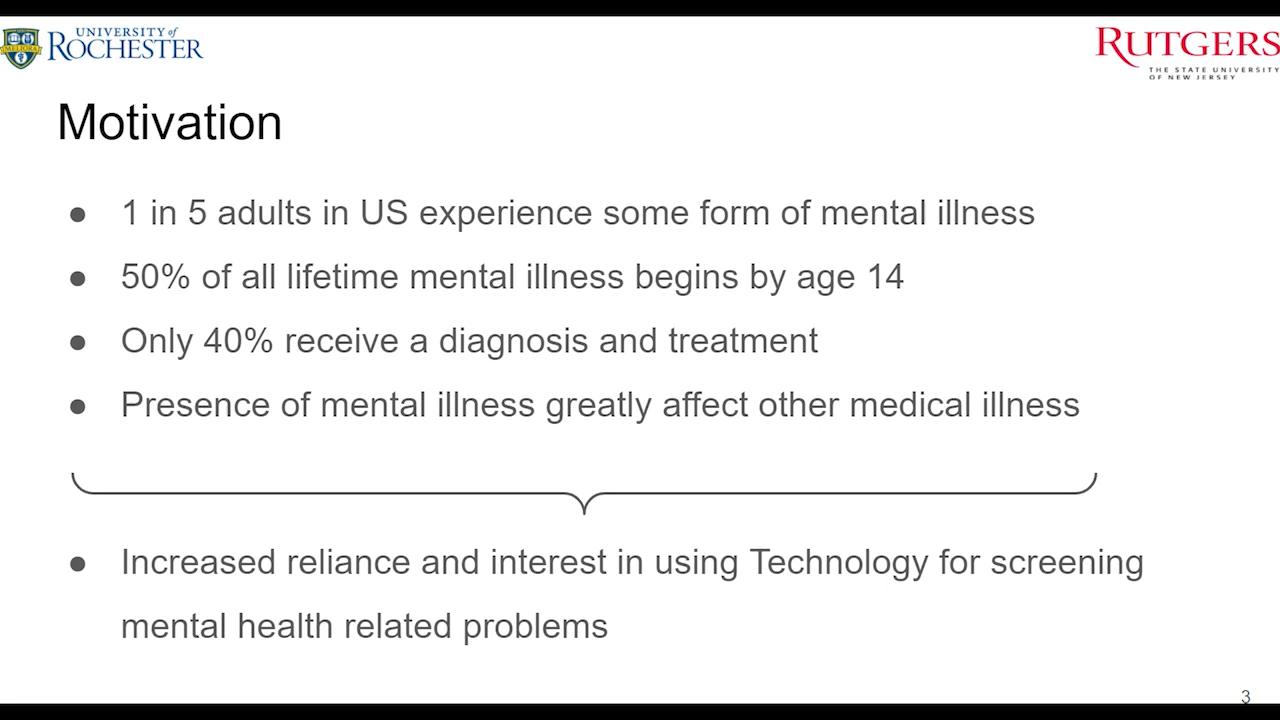 UNIVERSITY of
ROCHESTER
MELIORA
RUTGERS
THE STATE UNIVERSITY
OF NEW JERSEY
Motivation
● 1 in 5 adults in US experience some form of mental illness
● 50% of all lifetime mental illness begins by age 14
● Only 40% receive a diagnosis and treatment
● Presence of mental illness greatly affect other medical illness
● Increased reliance and interest in using Technology for screening
mental health related problems
3